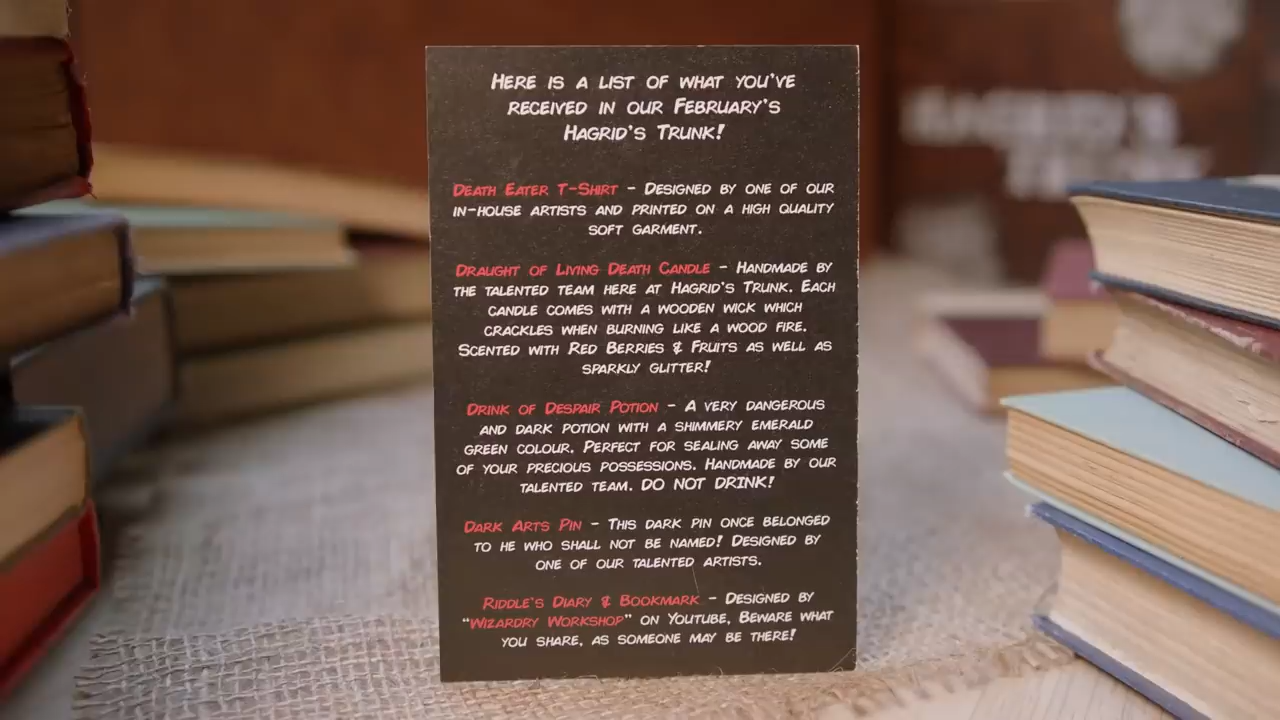 HERE IS A LIST OF WHAT YOU'VE
RECEIVED IN OUR FEBRUARY'S
HAGRID'S TRUNK!
DEATH EATER T-SHIRT - DESIGNED BY ONE OF OUR
IN-HOUSE ARTISTS AND PRINTED ON A HIGH QUALITY
SOFT GARMENT.
DRAUGHT OF LIVING DEATH CANDLE - HANDMADE BY
THE TALENTED TEAM HERE AT HAGRID'S TRUNK. EACH
CANDLE COMES WITH A WOODEN WICK WHICH
CRACKLES WHEN BURNING LIKE A WOOD FIRE.
SCENTED WITH RED BERRIES & FRUITS AS WELL AS
SPARKLY GLITTER!
DRINK OF DESPAIR POTION - A VERY DANGEROUS
AND DARK POTION WITH A SHIMMERY EMERALD
GREEN COLOUR. PERFECT FOR SEALING AWAY SOME
OF YOUR PRECIOUS POSSESSIONS. HANDMADE BY OUR
TALENTED TEAM. DO NOT DRINK!
DARK ARTS PIN - THIS DARK PIN ONCE BELONGED
TO HE WHO SHALL NOT BE NAMED! DESIGNED BY
ONE OF OUR TALENTED ARTISTS.
RIDDLE'S DIARY & BOOKMARK - DESIGNED BY
"WIZARDRY WORKSHOP" ON YOUTUBE, BEWARE WHAT
YOU SHARE, AS SOMEONE MAY BE THERE!
HAGRID'S